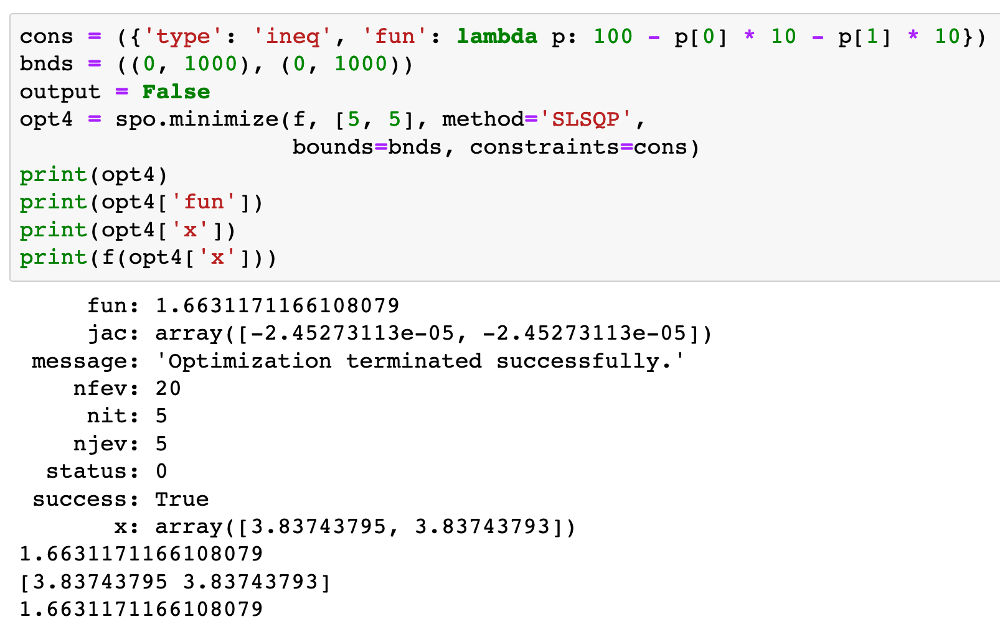 cons = ({'type': 'ineq', 'fun': lambda p: 100 - p[0] * 10 - p[1] * 10})
bnds = ((0, 1000), (0, 1000))
output = False
opt4 = spo.minimize(f, [5, 5], method='SLSQP',
                    bounds=bnds, constraints=cons)
print(opt4)
print(opt4['fun'])
print(opt4['x'])
print(f(opt4['x']))
     fun: 1.6631171166108079
     jac: array([-2.45273113e-05, -2.45273113e-05])
 message: 'Optimization terminated successfully.'
    nfev: 20
     nit: 5
    njev: 5
  status: 0
 success: True
       x: array([3.83743795, 3.83743793])
1.6631171166108079
[3.83743795 3.83743793]
1.6631171166108079